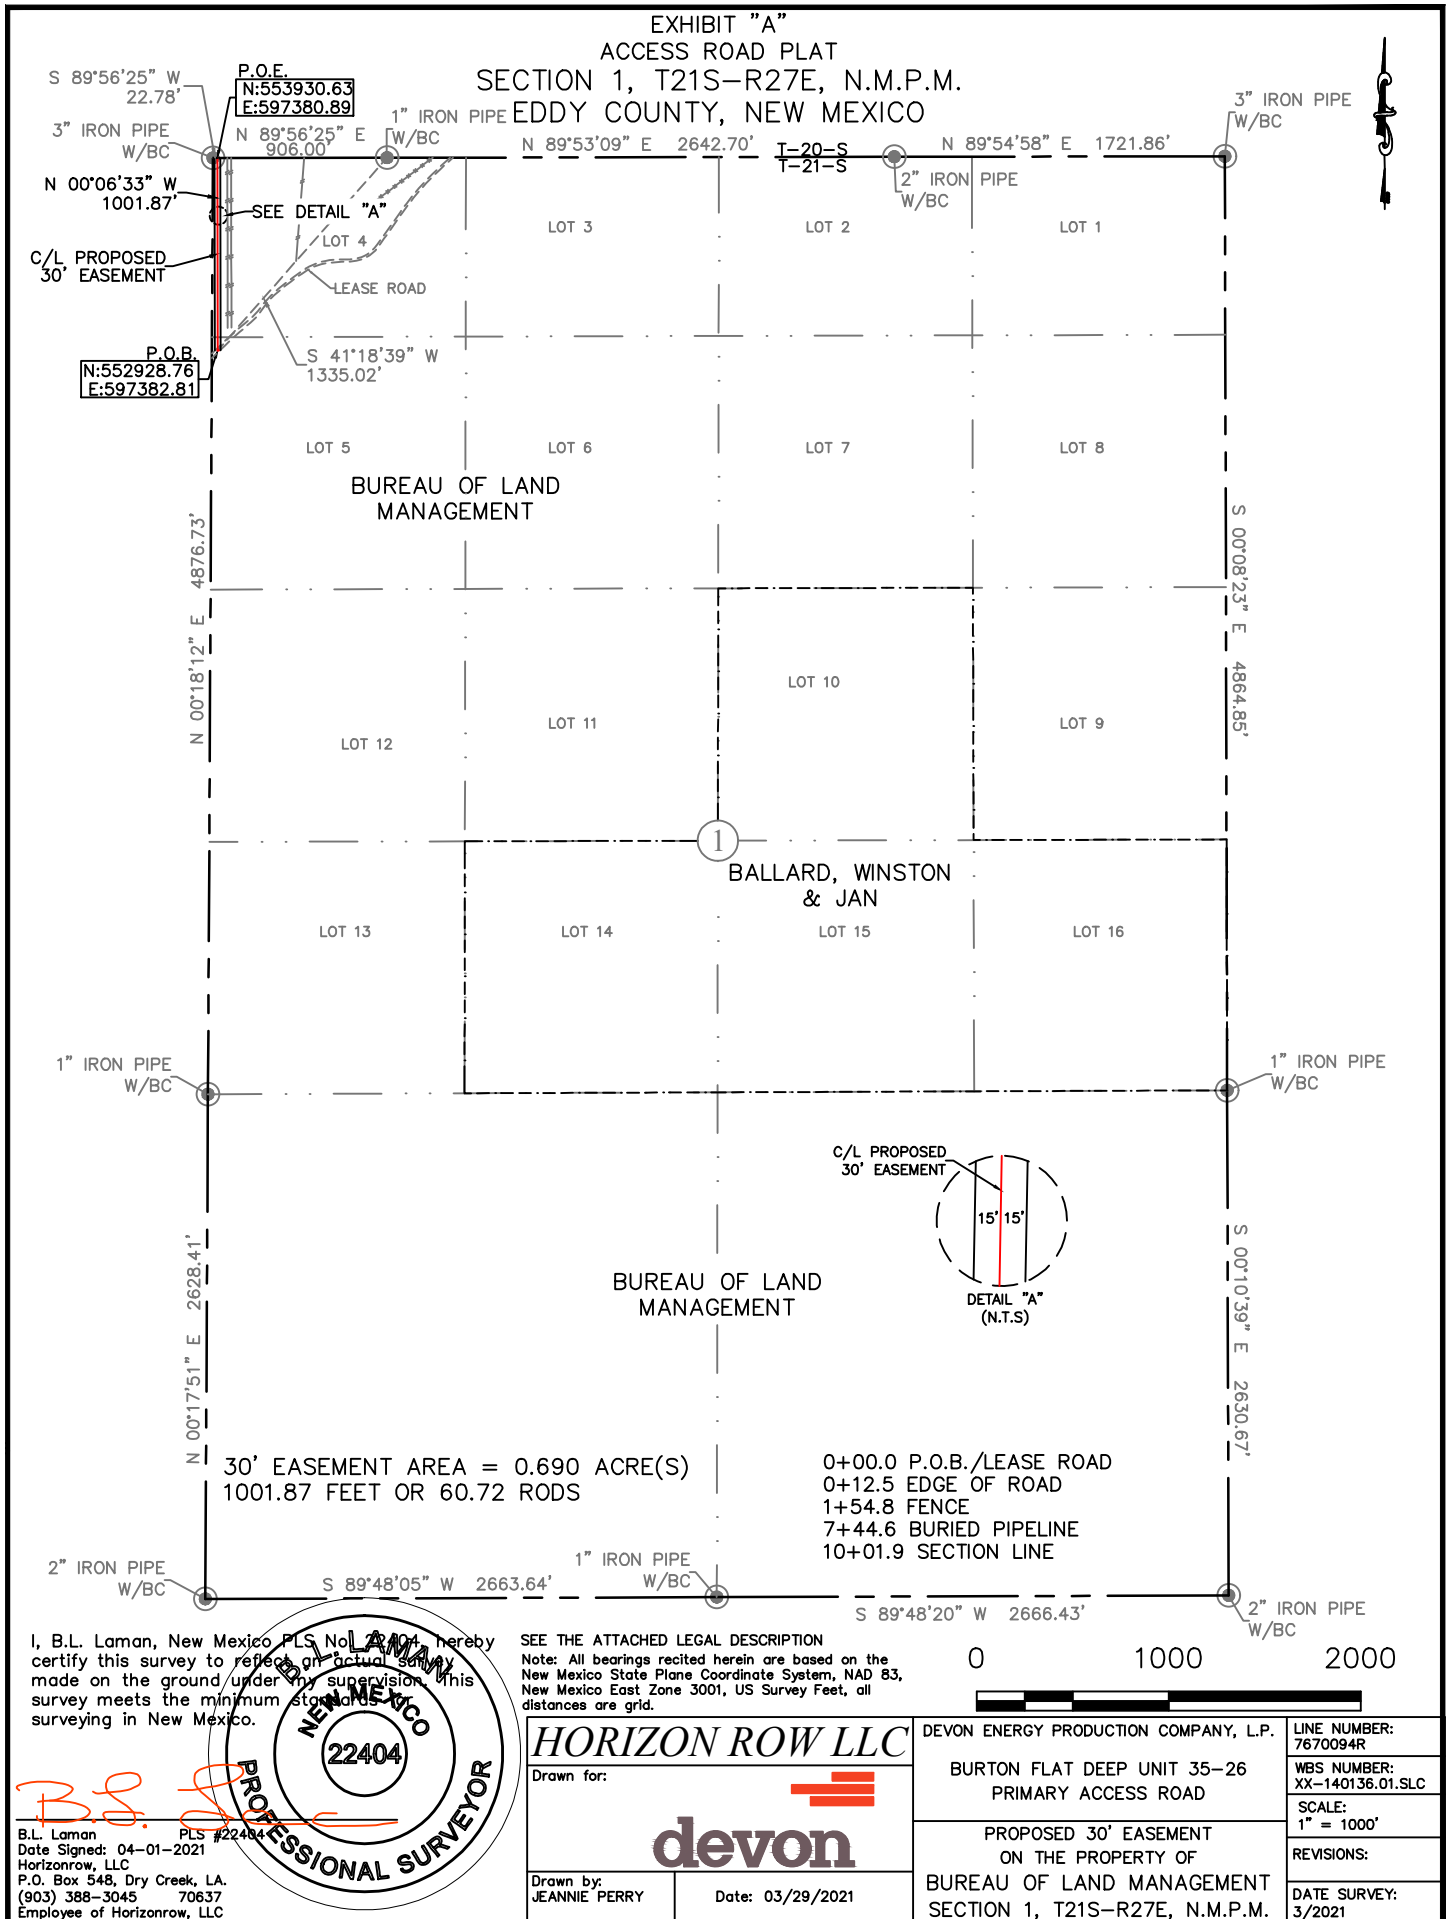 EXHIBIT "A"
ACCESS ROAD PLAT
SECTION 1, T21S-R27E, N.M.P.M.
EDDY COUNTY, NEW MEXICO
S 89°56'25" W
22.78'
P.O.E.
N:553930.63
E:597380.89
3" IRON PIPE
W/BC
N 89°56'25" E
906.00'
1" IRON PIPE
W/BC
N 89°53'09" E 2642.70'
T-20-S
T-21-S
2" IRON PIPE
W/BC
N 89°54'58" E 1721.86'
3" IRON PIPE
W/BC
N 00°06'33" W
1001.87'
SEE DETAIL "A"
C/L PROPOSED
30' EASEMENT
LOT 4
LEASE ROAD
LOT 3
LOT 2
LOT 1
P.O.B.
N:552928.76
E:597382.81
S 41°18'39" W
1335.02'
LOT 5
LOT 6
LOT 7
LOT 8
BUREAU OF LAND
MANAGEMENT
N 00°18'12" E 4876.73'
S 00°08'23" E 4864.85'
LOT 12
LOT 11
LOT 10
LOT 9
1
BALLARD, WINSTON
& JAN
LOT 13
LOT 14
LOT 15
LOT 16
1" IRON PIPE
W/BC
1" IRON PIPE
W/BC
C/L PROPOSED
30' EASEMENT
15' 15'
DETAIL "A"
(N.T.S)
BUREAU OF LAND
MANAGEMENT
N 00°17'51" E 2628.41'
S 00°10'39" E 2630.67'
30' EASEMENT AREA = 0.690 ACRE(S)
1001.87 FEET OR 60.72 RODS
0+00.0 P.O.B./LEASE ROAD
0+12.5 EDGE OF ROAD
1+54.8 FENCE
7+44.6 BURIED PIPELINE
10+01.9 SECTION LINE
2" IRON PIPE
W/BC
S 89°48'05" W 2663.64'
1" IRON PIPE
W/BC
S 89°48'20" W 2666.43'
2" IRON PIPE
W/BC
I, B.L. Laman, New Mexico PLS No. 22404, hereby
certify this survey to reflect an actual survey
made on the ground under my supervision. This
survey meets the minimum standards for
surveying in New Mexico.
B. L. LAMAN
NEW MEXICO
22404
PROFESSIONAL SURVEYOR
B.L. Laman PLS #22404
Date Signed: 04-01-2021
Horizonrow, LLC
P.O. Box 548, Dry Creek, LA.
(903) 388-3045 70637
Employee of Horizonrow, LLC
SEE THE ATTACHED LEGAL DESCRIPTION
Note: All bearings recited herein are based on the
New Mexico State Plane Coordinate System, NAD 83,
New Mexico East Zone 3001, US Survey Feet, all
distances are grid.
0 1000 2000
HORIZON ROW LLC
Drawn for:
devon
Drawn by:
JEANNIE PERRY
Date: 03/29/2021
DEVON ENERGY PRODUCTION COMPANY, L.P.
BURTON FLAT DEEP UNIT 35-26
PRIMARY ACCESS ROAD
PROPOSED 30' EASEMENT
ON THE PROPERTY OF
BUREAU OF LAND MANAGEMENT
SECTION 1, T21S-R27E, N.M.P.M.
LINE NUMBER:
7670094R
WBS NUMBER:
XX-140136.01.SLC
SCALE:
1" = 1000'
REVISIONS:
DATE SURVEY:
3/2021